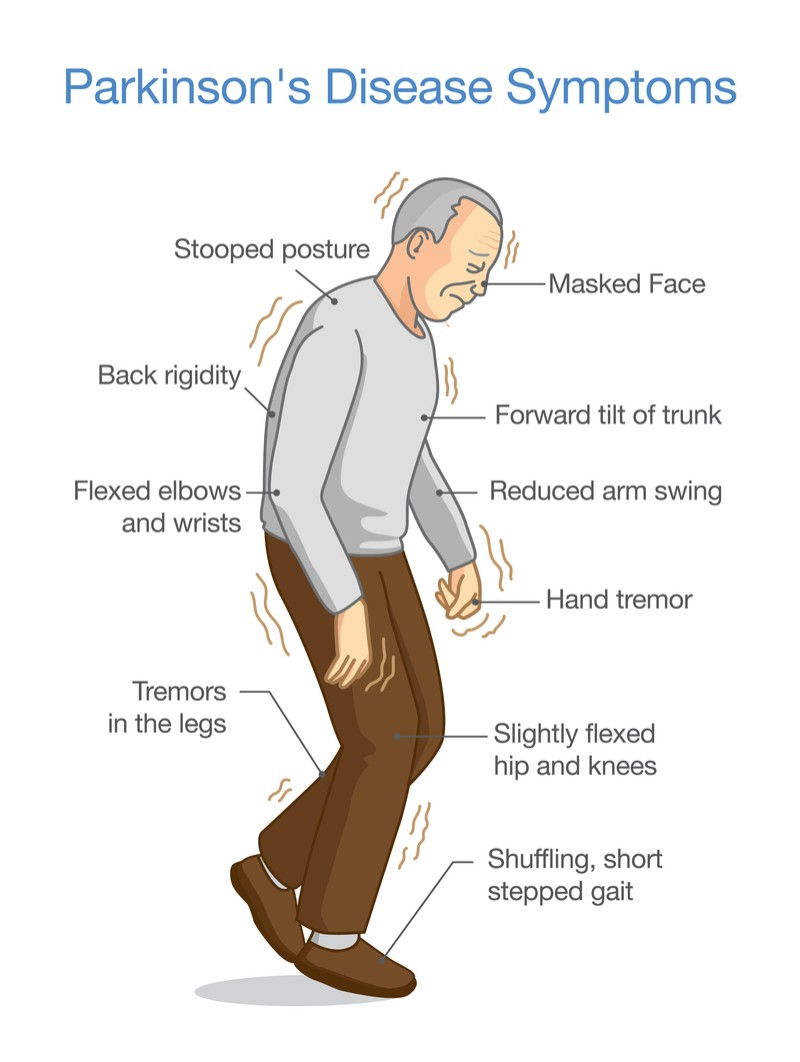 Parkinson's Disease Symptoms
Stooped posture
Masked Face
Back rigidity
Forward tilt of trunk
Flexed elbows
and wrists
Reduced arm swing
Hand tremor
Tremors
in the legs
Slightly flexed
hip and knees
Shuffling, short
stepped gait